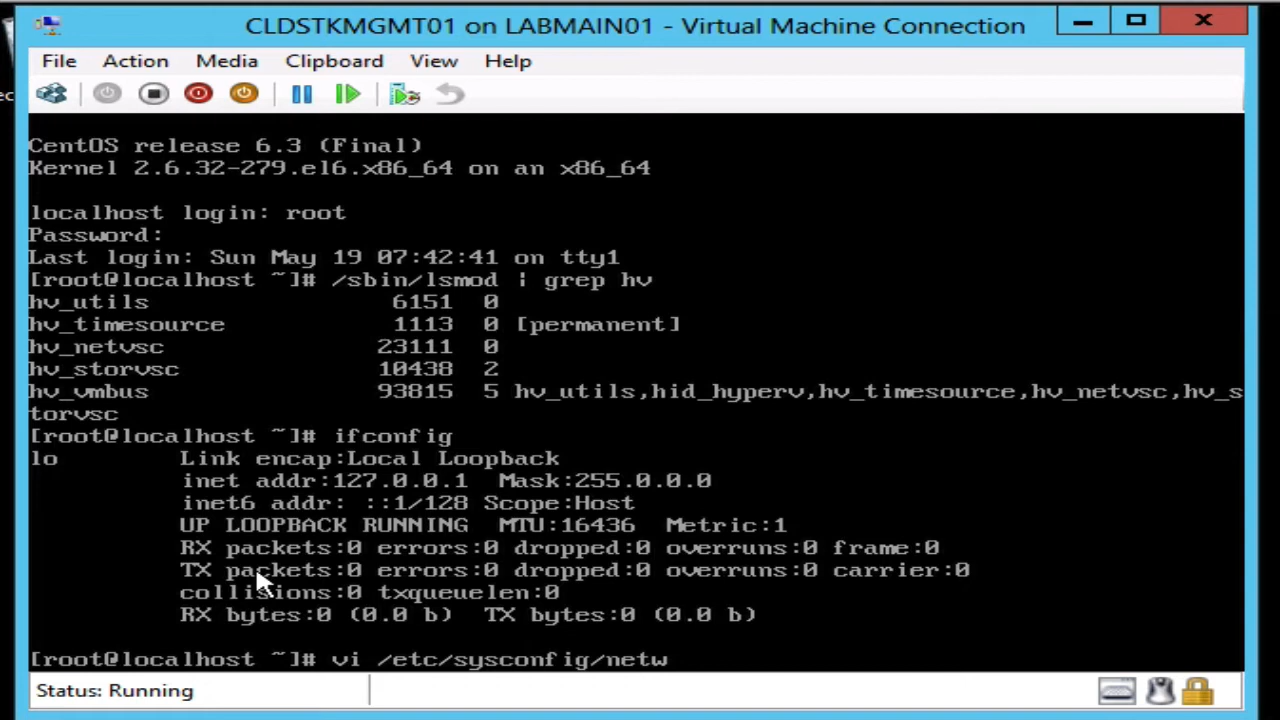 CLDSTKMGMT01 on LABMAIN01 - Virtual Machine Connection
File Action Media Clipboard View Help
CentOS release 6.3 (Final)
Kernel 2.6.32-279.el6.x86_64 on an x86_64
localhost login: root
Password:
Last login: Sun May 19 07:42:41 on tty1
[root@localhost ~]# /sbin/lsmod | grep hv
hv_utils 6151 0
hv_timesource 1113 0 [permanent]
hv_netvsc 23111 0
hv_storvsc 10438 2
hv_vmbus 93815 5 hv_utils,hid_hyperv,hv_timesource,hv_netvsc,hv_s
torvsc
[root@localhost ~]# ifconfig
lo Link encap:Local Loopback
inet addr:127.0.0.1 Mask:255.0.0.0
inet6 addr: ::1/128 Scope:Host
UP LOOPBACK RUNNING MTU:16436 Metric:1
RX packets:0 errors:0 dropped:0 overruns:0 frame:0
TX packets:0 errors:0 dropped:0 overruns:0 carrier:0
collisions:0 txqueuelen:0
RX bytes:0 (0.0 b) TX bytes:0 (0.0 b)
[root@localhost ~]# vi /etc/sysconfig/netw
Status: Running